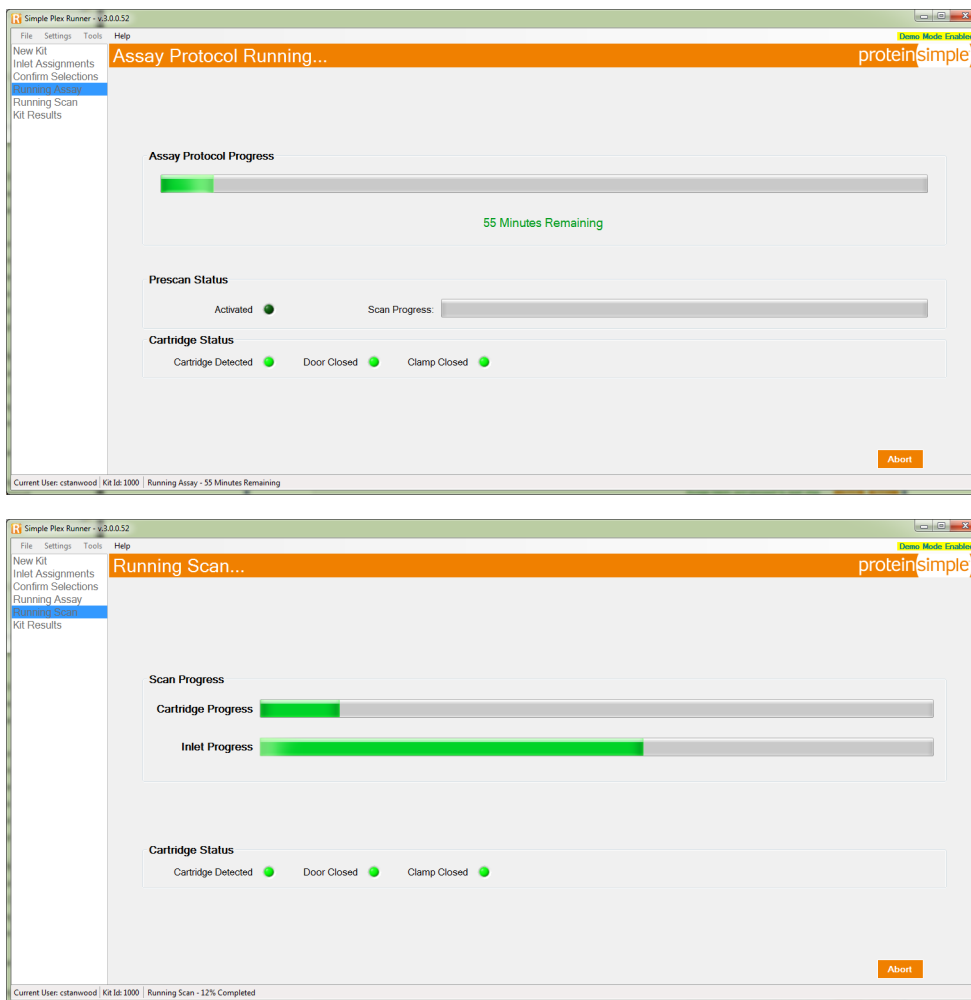 Simple Plex Runner - v.3.0.0.52
File Settings Tools Help
Demo Mode Enabled
New Kit
Inlet Assignments
Confirm Selections
Running Assay
Running Scan
Kit Results
Assay Protocol Running...
proteinsimple
Assay Protocol Progress
55 Minutes Remaining
Prescan Status
Activated
Scan Progress:
Cartridge Status
Cartridge Detected Door Closed Clamp Closed
Abort
Current User: cstanwood Kit Id: 1000 Running Assay - 55 Minutes Remaining
Simple Plex Runner - v.3.0.0.52
File Settings Tools Help
Demo Mode Enabled
New Kit
Inlet Assignments
Confirm Selections
Running Assay
Running Scan
Kit Results
Running Scan...
proteinsimple
Scan Progress
Cartridge Progress
Inlet Progress
Cartridge Status
Cartridge Detected Door Closed Clamp Closed
Abort
Current User: cstanwood Kit Id: 1000 Running Scan - 12% Completed